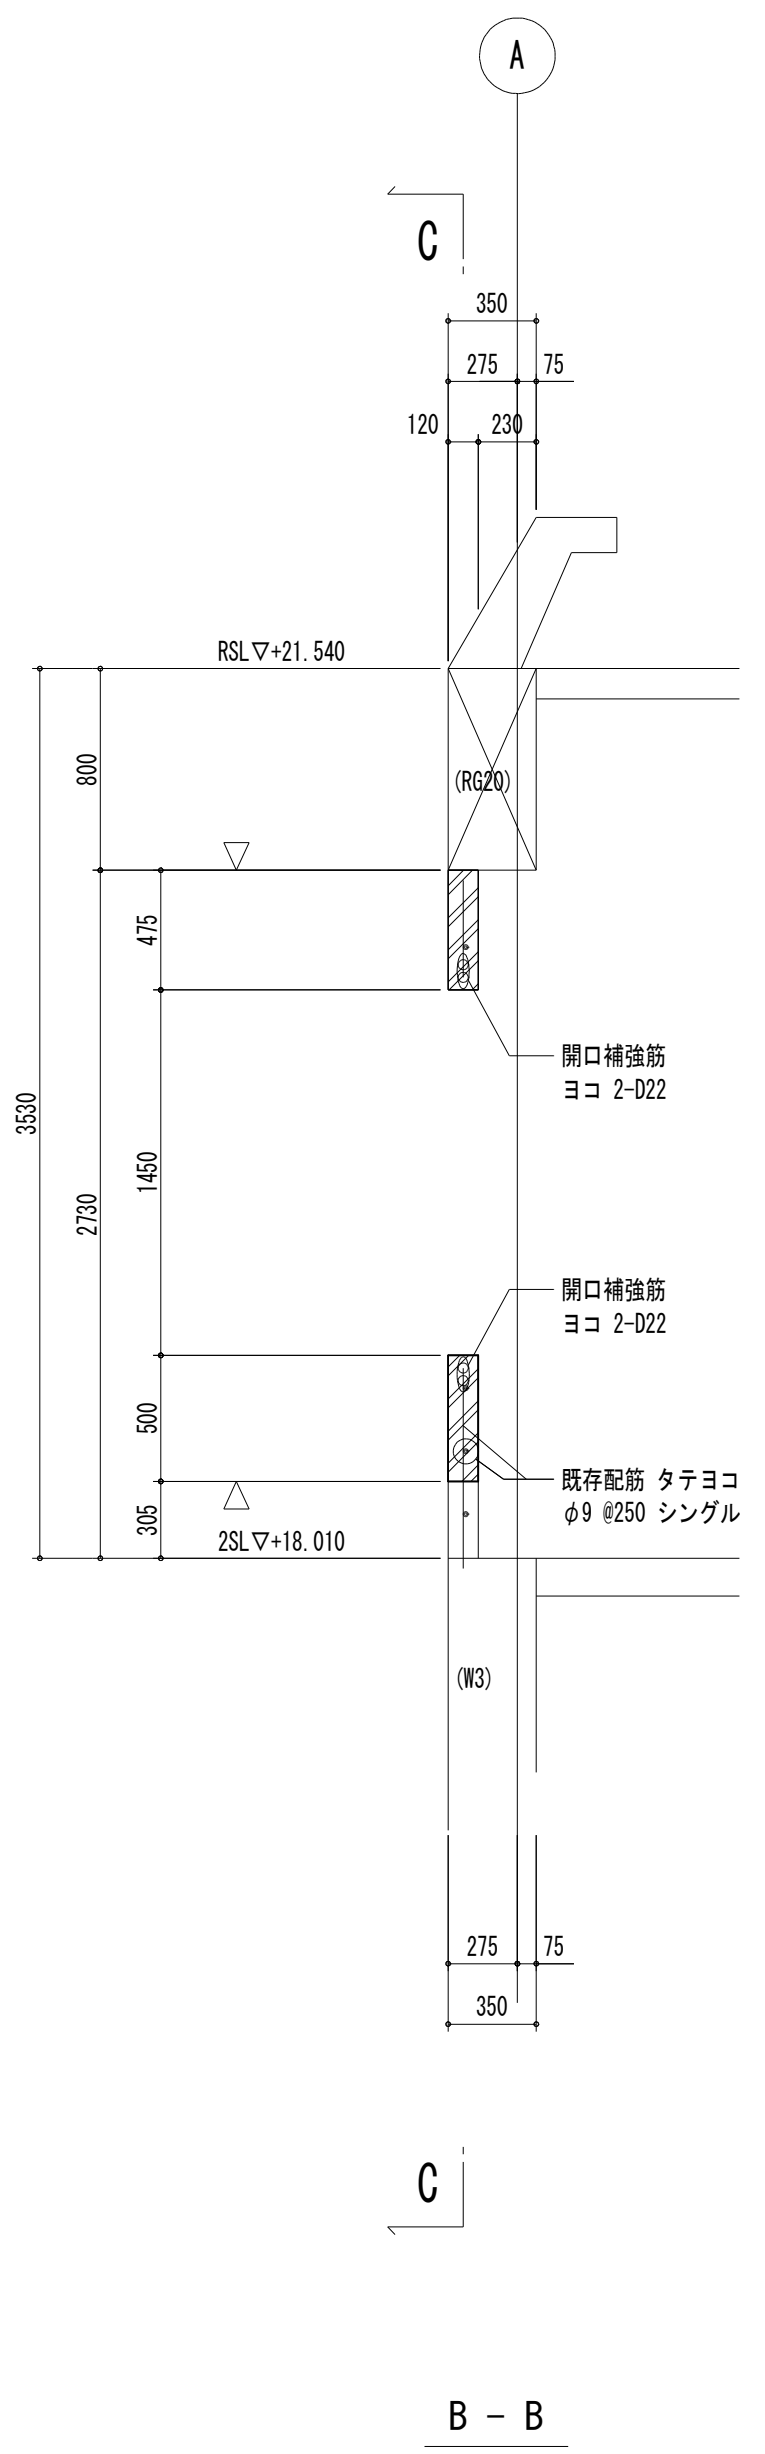 A
C
350
275 75
120 230
RSL▽+21.540
800
(RG20)
475
開口補強筋
ヨコ 2-D22
3530
1450
2730
開口補強筋
ヨコ 2-D22
500
既存配筋 タテヨコ
φ9 @250 シングル
305
2SL▽+18.010
(W3)
275 75
350
C
B - B